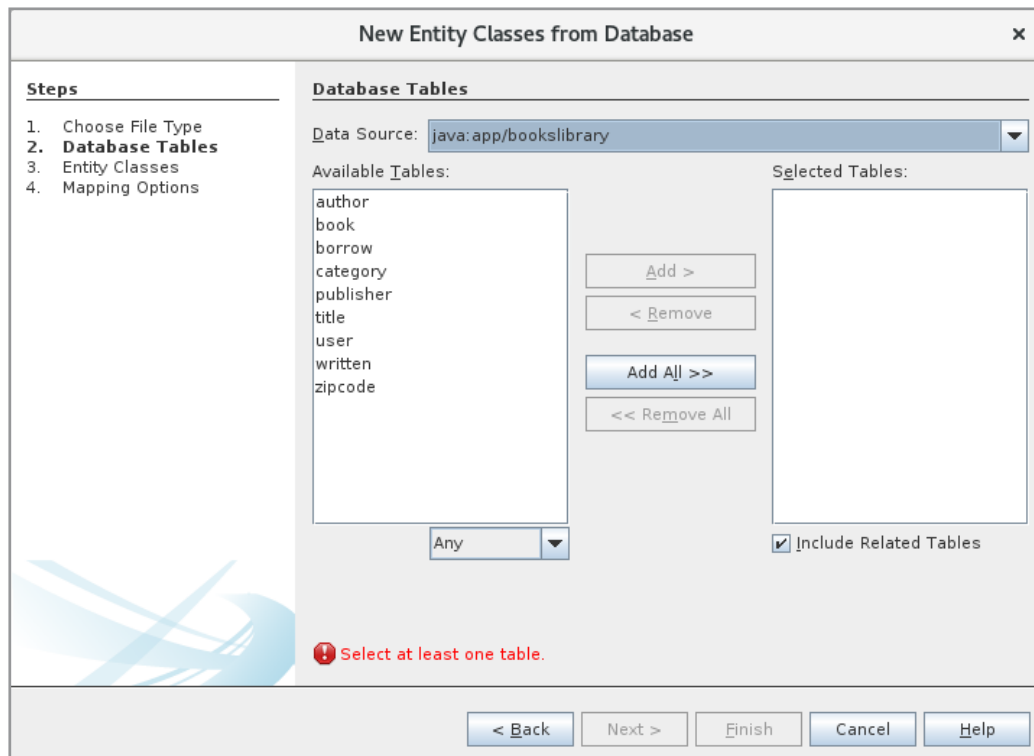 New Entity Classes from Database
Steps
1. Choose File Type
2. Database Tables
3. Entity Classes
4. Mapping Options
Database Tables
Data Source: java:app/bookslibrary
Available Tables:
author
book
borrow
category
publisher
title
user
written
zipcode
Any
Add >
< Remove
Add All >>
<< Remove All
Selected Tables:
Include Related Tables
Select at least one table.
< Back Next > Finish Cancel Help